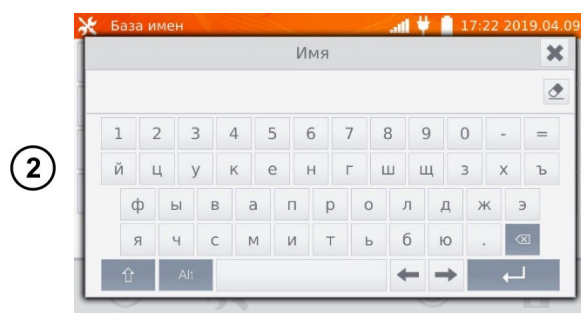 База имен 17:22 2019.04.09
Имя
1 2 3 4 5 6 7 8 9 0 - =
й ц у к е н г ш щ з х ъ
ф ы в а п р о л д ж э
2
я ч с м и т ь б ю .
Alt